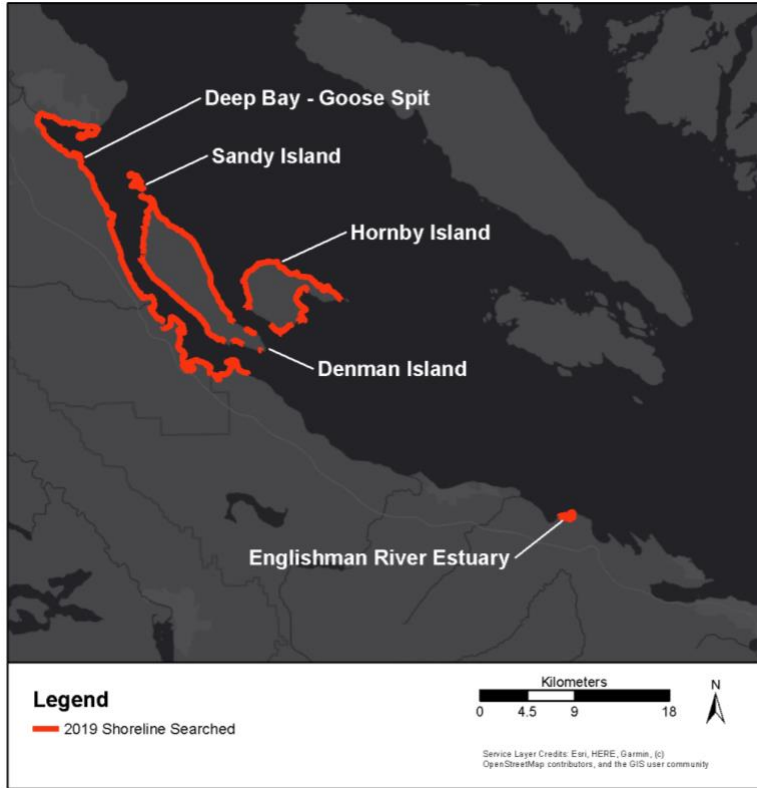 Deep Bay - Goose Spit
Sandy Island
Hornby Island
Denman Island
Englishman River Estuary
Legend
2019 Shoreline Searched
Kilometers
0 4.5 9 18
N
Service Layer Credits: Esri, HERE, Garmin, (c)
OpenStreetMap contributors, and the GIS user community